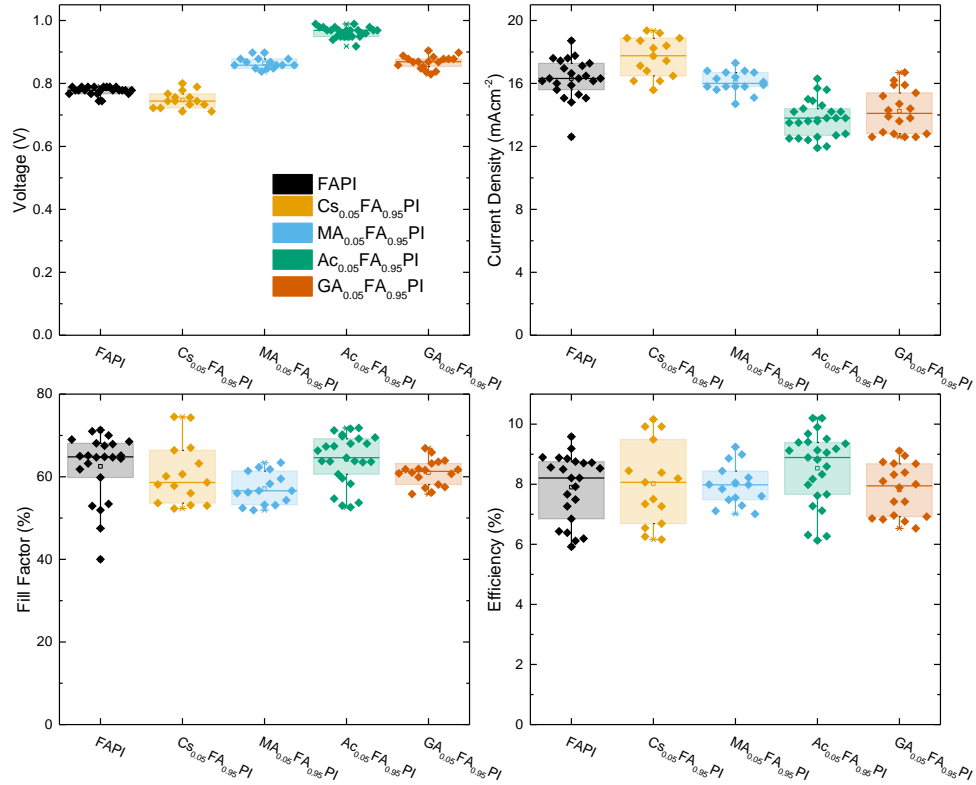 Voltage (V)
1.0
0.8
0.6
0.4
0.2
0.0
FAPI
Cs0.05FA0.95PI
MA0.05FA0.95PI
Ac0.05FA0.95PI
GA0.05FA0.95PI
FAPI
Cs0.05FA0.95PI
MA0.05FA0.95PI
Ac0.05FA0.95PI
GA0.05FA0.95PI
Current Density (mAcm-2)
20
16
12
8
4
0
FAPI
Cs0.05FA0.95PI
MA0.05FA0.95PI
Ac0.05FA0.95PI
GA0.05FA0.95PI
Fill Factor (%)
80
60
40
20
0
FAPI
Cs0.05FA0.95PI
MA0.05FA0.95PI
Ac0.05FA0.95PI
GA0.05FA0.95PI
Efficiency (%)
10
8
6
4
2
0
FAPI
Cs0.05FA0.95PI
MA0.05FA0.95PI
Ac0.05FA0.95PI
GA0.05FA0.95PI